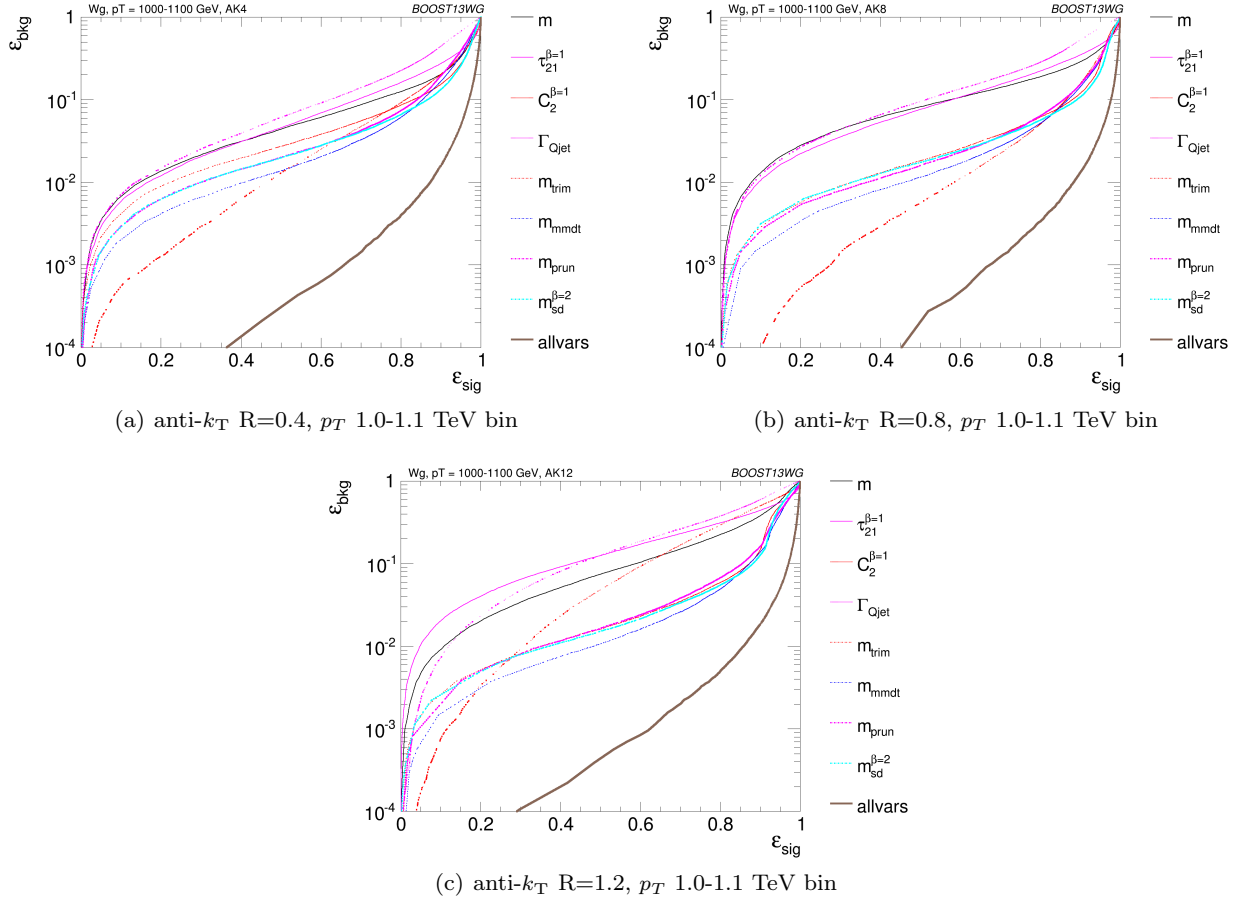 Wg, pT = 1000-1100 GeV, AK4 BOOST13WG
ε_bkg
1
10^-1
10^-2
10^-3
10^-4
0 0.2 0.4 0.6 0.8 1
ε_sig
m
τ_21^β=1
C_2^β=1
Γ_Qjet
m_trim
m_mmdt
m_prun
m_sd^β=2
allvars
(a) anti-k_T R=0.4, p_T 1.0-1.1 TeV bin
Wg, pT = 1000-1100 GeV, AK8 BOOST13WG
ε_bkg
1
10^-1
10^-2
10^-3
10^-4
0 0.2 0.4 0.6 0.8 1
ε_sig
m
τ_21^β=1
C_2^β=1
Γ_Qjet
m_trim
m_mmdt
m_prun
m_sd^β=2
allvars
(b) anti-k_T R=0.8, p_T 1.0-1.1 TeV bin
Wg, pT = 1000-1100 GeV, AK12 BOOST13WG
ε_bkg
1
10^-1
10^-2
10^-3
10^-4
0 0.2 0.4 0.6 0.8 1
ε_sig
m
τ_21^β=1
C_2^β=1
Γ_Qjet
m_trim
m_mmdt
m_prun
m_sd^β=2
allvars
(c) anti-k_T R=1.2, p_T 1.0-1.1 TeV bin